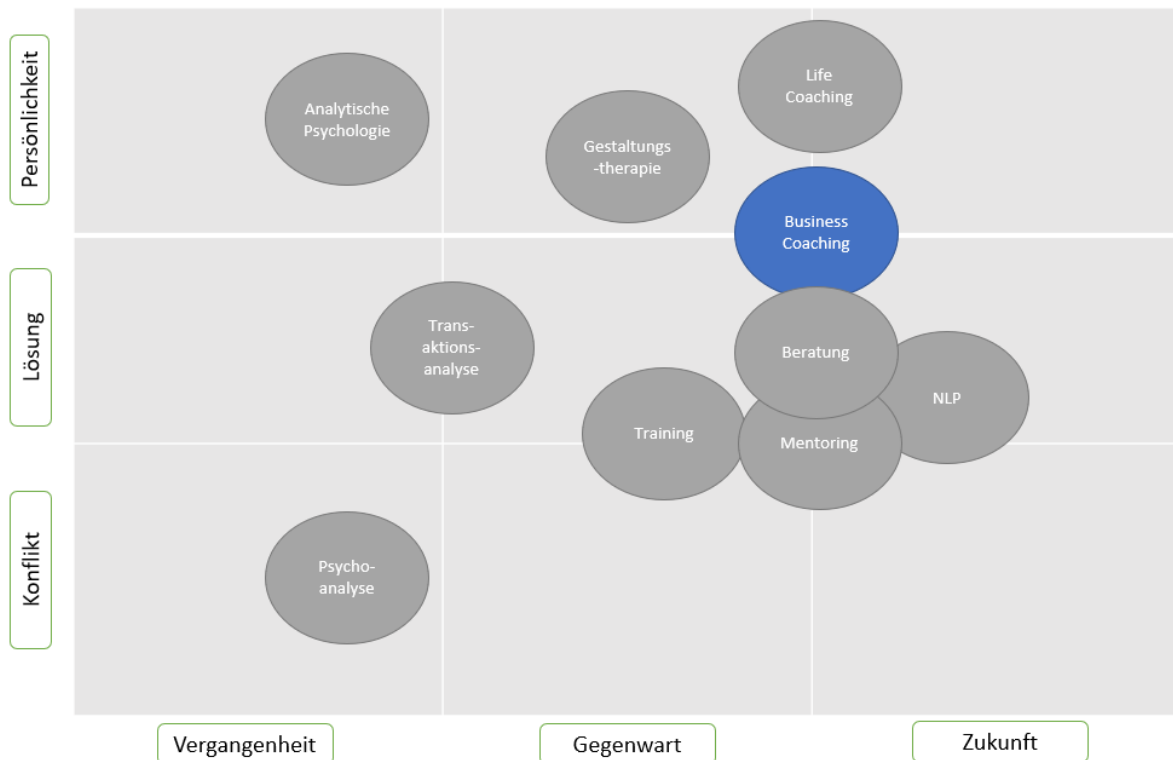 Persönlichkeit
Analytische
Psychologie
Gestaltungs
-therapie
Life
Coaching
Business
Coaching
Lösung
Trans-
aktions-
analyse
Beratung
NLP
Training
Mentoring
Konflikt
Psycho-
analyse
Vergangenheit
Gegenwart
Zukunft